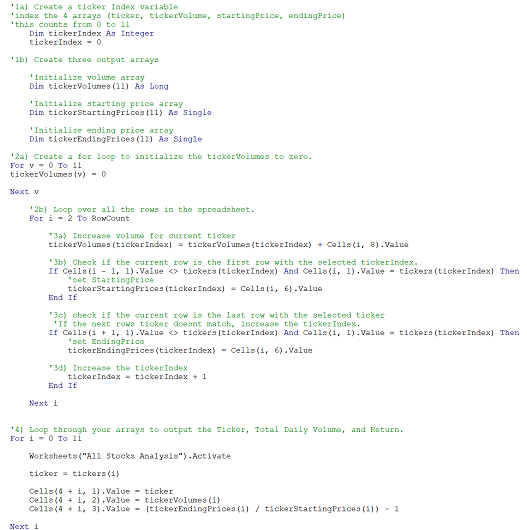 '1a) Create a ticker Index variable
'index the 4 arrays (ticker, tickerVolume, startingPrice, endingPrice)
'this counts from 0 to 11
Dim tickerIndex As Integer
tickerIndex = 0
'1b) Create three output arrays
'Initialize volume array
Dim tickerVolumes(11) As Long
'Initialize starting price array
Dim tickerStartingPrices(11) As Single
'Initialize ending price array
Dim tickerEndingPrices(11) As Single
'2a) Create a for loop to initialize the tickerVolumes to zero.
For v = 0 To 11
tickerVolumes(v) = 0
Next v
'2b) Loop over all the rows in the spreadsheet.
For i = 2 To RowCount
'3a) Increase volume for current ticker
tickerVolumes(tickerIndex) = tickerVolumes(tickerIndex) + Cells(i, 8).Value
'3b) Check if the current row is the first row with the selected tickerIndex.
If Cells(i - 1, 1).Value <> tickers(tickerIndex) And Cells(i, 1).Value = tickers(tickerIndex) Then
'set StartingPrice
tickerStartingPrices(tickerIndex) = Cells(i, 6).Value
End If
'3c) check if the current row is the last row with the selected ticker
'If the next rows ticker doesnt match, increase the tickerIndex.
If Cells(i + 1, 1).Value <> tickers(tickerIndex) And Cells(i, 1).Value = tickers(tickerIndex) Then
'set EndingPrice
tickerEndingPrices(tickerIndex) = Cells(i, 6).Value
'3d) Increase the tickerIndex
tickerIndex = tickerIndex + 1
End If
Next i
'4) Loop through your arrays to output the Ticker, Total Daily Volume, and Return.
For i = 0 To 11
Worksheets("All Stocks Analysis").Activate
ticker = tickers(i)
Cells(4 + i, 1).Value = ticker
Cells(4 + i, 2).Value = tickerVolumes(i)
Cells(4 + i, 3).Value = (tickerEndingPrices(i) / tickerStartingPrices(i)) - 1
Next i